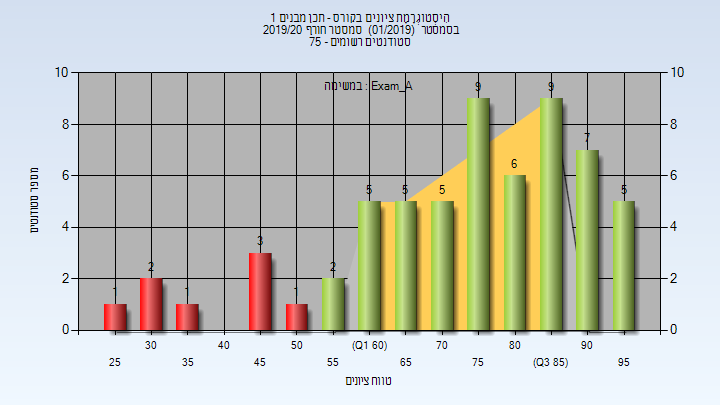 היסטוגרמת ציונים בקורס - תכן מבנים 1
בסמסטר (01/2019) סמסטר חורף 2019/20
סטודנטים רשומים - 75
במשימה : Exam_A
מספר סטודנטים
10 10
8 8
6 6
4 4
2 2
0 0
1 2 1 3 1 2 5 5 5 9 6 9 7 5
30 40 50 (Q1 60) 70 80 90
25 35 45 55 65 75 (Q3 85) 95
טווח ציונים